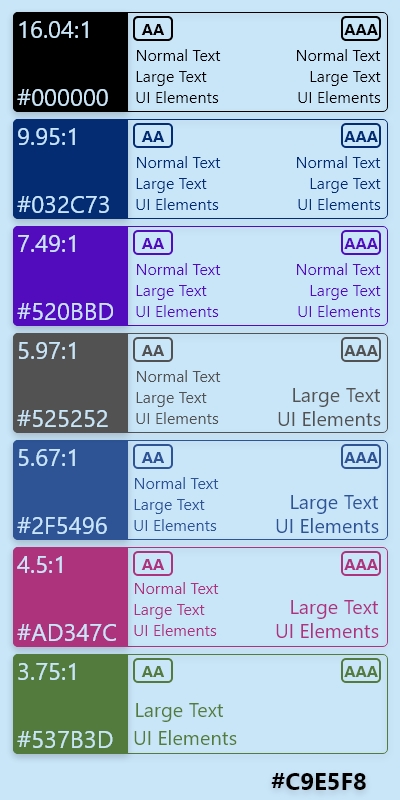 16.04:1 AA AAA
Normal Text Normal Text
Large Text Large Text
#000000 UI Elements UI Elements
9.95:1 AA AAA
Normal Text Normal Text
Large Text Large Text
#032C73 UI Elements UI Elements
7.49:1 AA AAA
Normal Text Normal Text
Large Text Large Text
#520BBD UI Elements UI Elements
5.97:1 AA AAA
Normal Text
Large Text Large Text
#525252 UI Elements UI Elements
5.67:1 AA AAA
Normal Text
Large Text Large Text
#2F5496 UI Elements UI Elements
4.5:1 AA AAA
Normal Text
Large Text Large Text
#AD347C UI Elements UI Elements
3.75:1 AA AAA
Large Text
#537B3D UI Elements
#C9E5F8